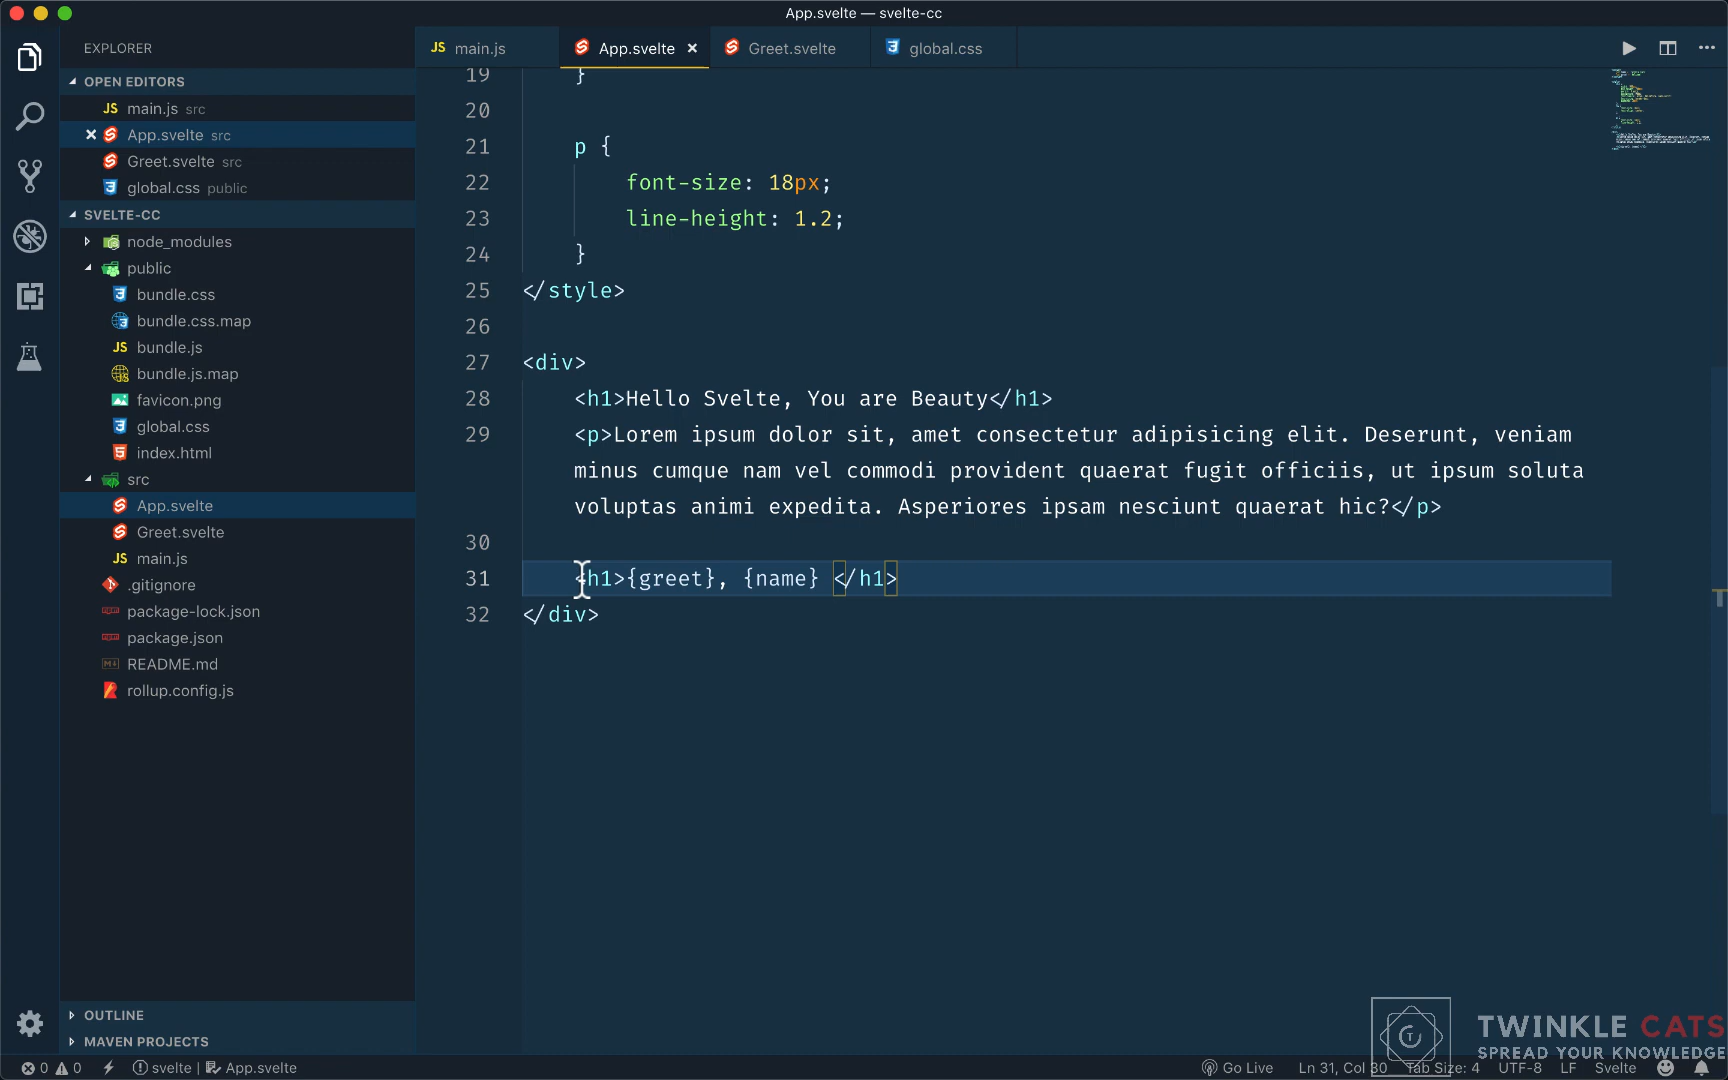 App.svelte — svelte-cc
EXPLORER
OPEN EDITORS
JS main.js src
App.svelte src
Greet.svelte src
global.css public
SVELTE-CC
node_modules
public
bundle.css
bundle.css.map
JS bundle.js
bundle.js.map
favicon.png
global.css
index.html
src
App.svelte
Greet.svelte
JS main.js
.gitignore
package-lock.json
package.json
README.md
rollup.config.js
OUTLINE
MAVEN PROJECTS
JS main.js
App.svelte
Greet.svelte
global.css
19 }
20
21 p {
22 font-size: 18px;
23 line-height: 1.2;
24 }
25 </style>
26
27 <div>
28 <h1>Hello Svelte, You are Beauty</h1>
29 <p>Lorem ipsum dolor sit, amet consectetur adipisicing elit. Deserunt, veniam
minus cumque nam vel commodi provident quaerat fugit officiis, ut ipsum soluta
voluptas animi expedita. Asperiores ipsam nesciunt quaerat hic?</p>
30
31 <h1>{greet}, {name} </h1>
32 </div>
TWINKLE CATS
SPREAD YOUR KNOWLEDGE
0 0 svelte | App.svelte
Go Live Ln 31, Col 30 Tab Size: 4 UTF-8 LF Svelte